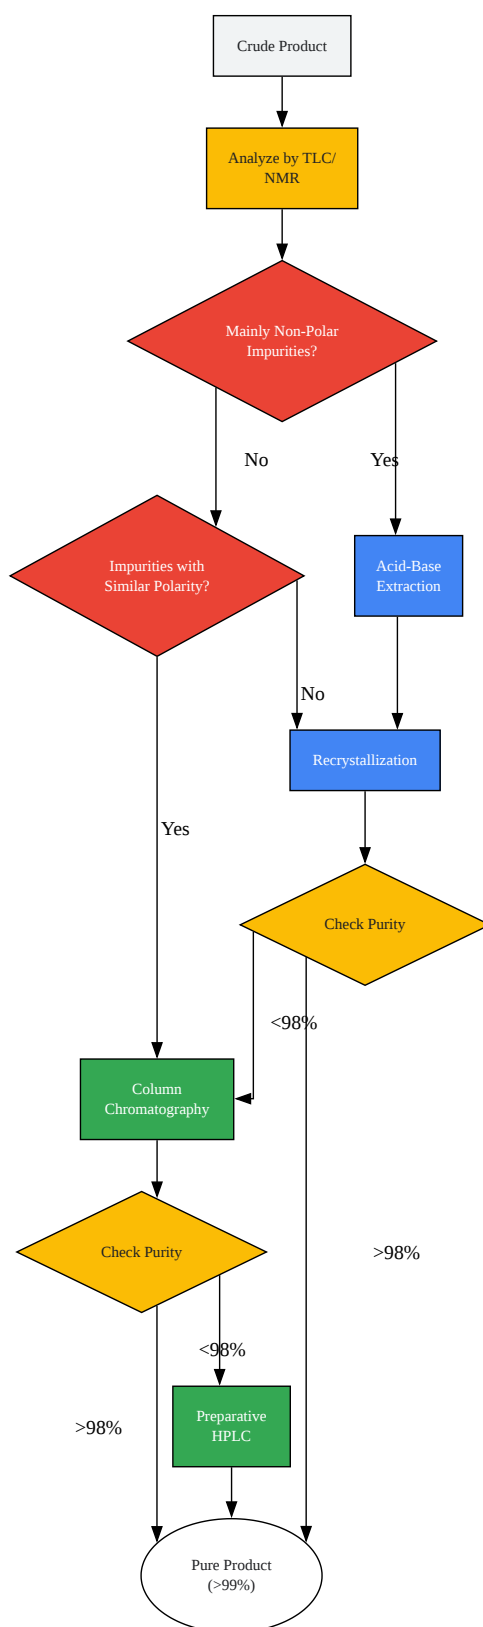 Crude Product
Analyze by TLC/
NMR
Mainly Non-Polar
Impurities?
No
Yes
Impurities with
Similar Polarity?
Acid-Base
Extraction
No
Recrystallization
Yes
Check Purity
<98%
Column
Chromatography
Check Purity
>98%
<98%
Preparative
HPLC
>98%
Pure Product
(>99%)